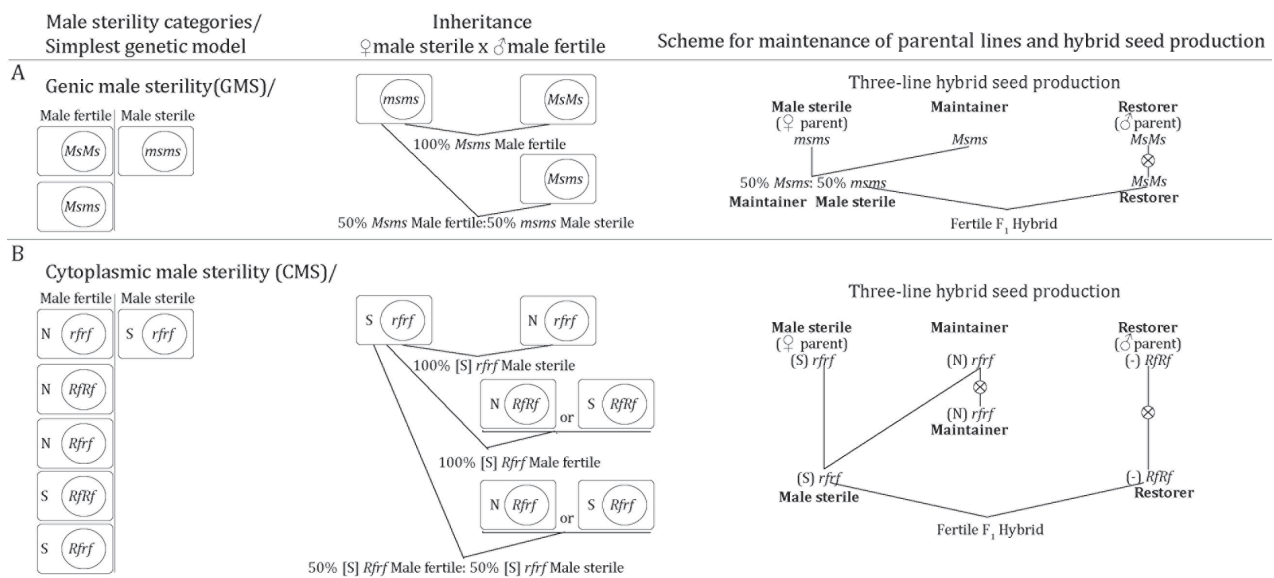 Male sterility categories/
Simplest genetic model
Inheritance
♀male sterile x ♂male fertile
Scheme for maintenance of parental lines and hybrid seed production
A
Genic male sterility(GMS)/
Male fertile Male sterile
MsMs
msms
Msms
msms
MsMs
100% Msms Male fertile
Msms
50% Msms Male fertile:50% msms Male sterile
Three-line hybrid seed production
Male sterile
(♀ parent)
msms
Maintainer
Msms
Restorer
(♂parent)
MsMs
50% Msms: 50% msms
Maintainer Male sterile
MsMs
Restorer
Fertile F1 Hybrid
B
Cytoplasmic male sterility (CMS)/
Male fertile Male sterile
N rfrf
S rfrf
N RfRf
N Rfrf
S RfRf
S Rfrf
S rfrf
N rfrf
100% [S] rfrf Male sterile
N RfRf or S RfRf
100% [S] Rfrf Male fertile
N Rfrf or S Rfrf
50% [S] Rfrf Male fertile: 50% [S] rfrf Male sterile
Three-line hybrid seed production
Male sterile
(♀ parent)
(S) rfrf
Maintainer
(N) rfrf
Restorer
(♂parent)
(-) RfRf
(N) rfrf
Maintainer
(S) rfrf
Male sterile
(-) RfRf
Restorer
Fertile F1 Hybrid